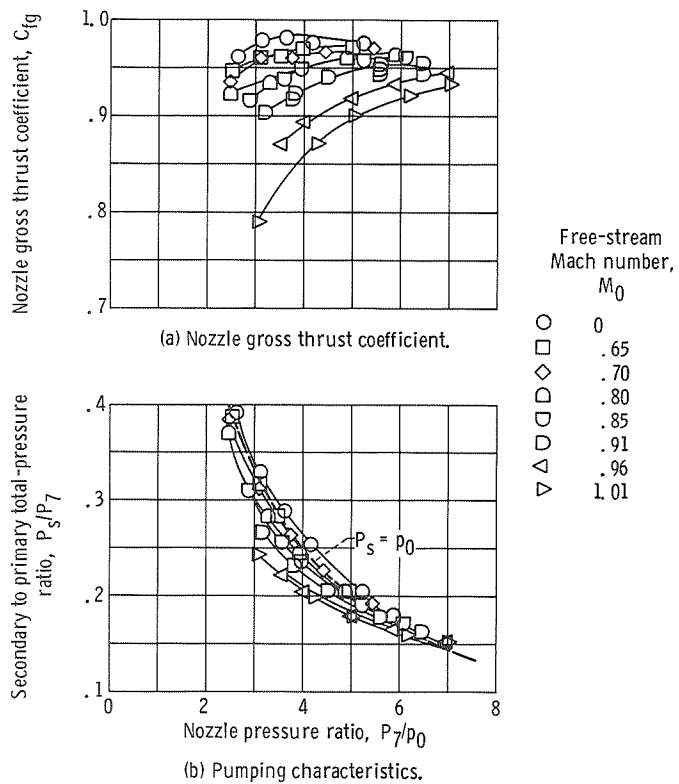 Nozzle gross thrust coefficient, Cfg
1.0
.9
.8
.7
(a) Nozzle gross thrust coefficient.
Free-stream
Mach number,
M0
0
.65
.70
.80
.85
.91
.96
1.01
Secondary to primary total-pressure
ratio, Ps/P7
.4
.3
.2
.1
Ps = p0
0
2
4
6
8
Nozzle pressure ratio, P7/p0
(b) Pumping characteristics.